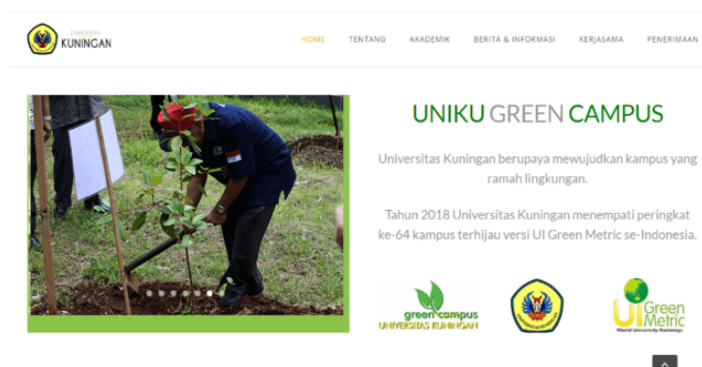 UNIVERSITAS
KUNINGAN
HOME TENTANG AKADEMIK BERITA & INFORMASI KERJASAMA PENERIMAAN
UNIKU GREEN CAMPUS
Universitas Kuningan berupaya mewujudkan kampus yang
ramah lingkungan.
Tahun 2018 Universitas Kuningan menempati peringkat
ke-64 kampus terhijau versi UI Green Metric se-Indonesia.
green campus
UNIVERSITAS KUNINGAN
UI Green
Metric
World University Rankings